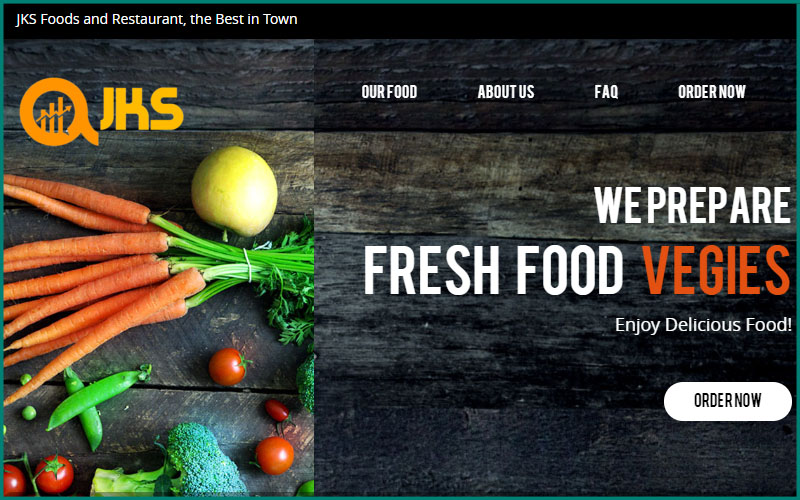 JKS Foods and Restaurant, the Best in Town
JKS
OUR FOOD ABOUT US FAQ ORDER NOW
WE PREPARE
FRESH FOOD VEGIES
Enjoy Delicious Food!
ORDER NOW